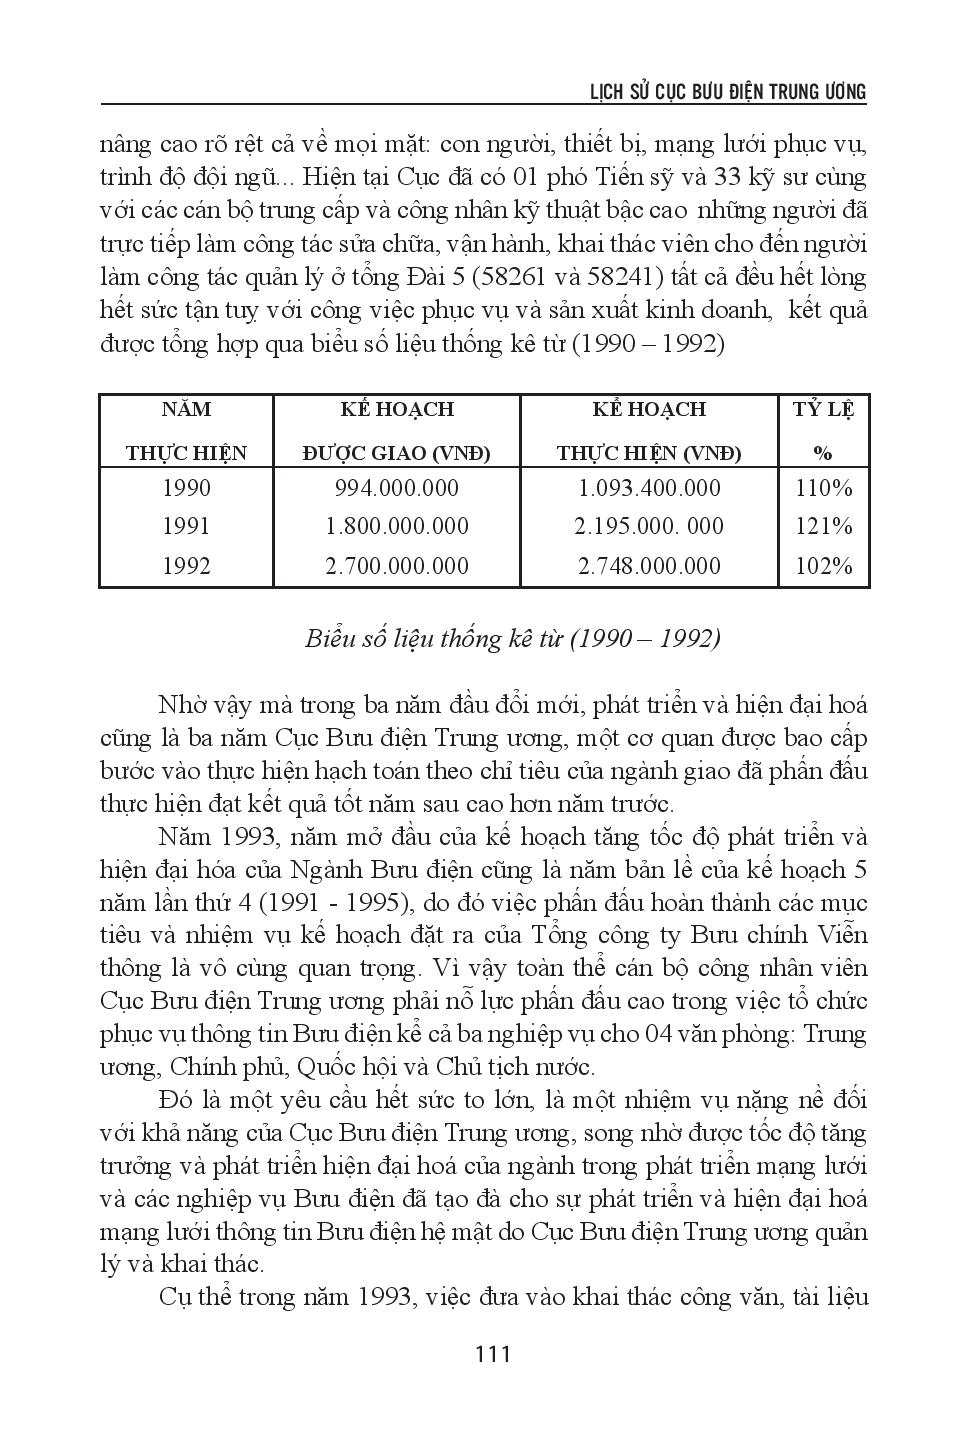 LỊCH SỬ CỤC BƯU ĐIỆN TRUNG ƯƠNG
nâng cao rõ rệt cả về mọi mặt: con người, thiết bị, mạng lưới phục vụ,
trình độ đội ngũ... Hiện tại Cục đã có 01 phó Tiến sỹ và 33 kỹ sư cùng
với các cán bộ trung cấp và công nhân kỹ thuật bậc cao những người đã
trực tiếp làm công tác sửa chữa, vận hành, khai thác viên cho đến người
làm công tác quản lý ở tổng Đài 5 (58261 và 58241) tất cả đều hết lòng
hết sức tận tuỵ với công việc phục vụ và sản xuất kinh doanh, kết quả
được tổng hợp qua biểu số liệu thống kê từ (1990 – 1992)
NĂM KẾ HOẠCH KỂ HOẠCH TỶ LỆ
THỰC HIỆN ĐƯỢC GIAO (VNĐ) THỰC HIỆN (VNĐ) %
1990 994.000.000 1.093.400.000 110%
1991 1.800.000.000 2.195.000. 000 121%
1992 2.700.000.000 2.748.000.000 102%
Biểu số liệu thống kê từ (1990 – 1992)
Nhờ vậy mà trong ba năm đầu đổi mới, phát triển và hiện đại hoá
cũng là ba năm Cục Bưu điện Trung ương, một cơ quan được bao cấp
bước vào thực hiện hạch toán theo chỉ tiêu của ngành giao đã phấn đấu
thực hiện đạt kết quả tốt năm sau cao hơn năm trước.
Năm 1993, năm mở đầu của kế hoạch tăng tốc độ phát triển và
hiện đại hóa của Ngành Bưu điện cũng là năm bản lề của kế hoạch 5
năm lần thứ 4 (1991 - 1995), do đó việc phấn đấu hoàn thành các mục
tiêu và nhiệm vụ kế hoạch đặt ra của Tổng công ty Bưu chính Viễn
thông là vô cùng quan trọng. Vì vậy toàn thể cán bộ công nhân viên
Cục Bưu điện Trung ương phải nỗ lực phấn đấu cao trong việc tổ chức
phục vụ thông tin Bưu điện kể cả ba nghiệp vụ cho 04 văn phòng: Trung
ương, Chính phủ, Quốc hội và Chủ tịch nước.
Đó là một yêu cầu hết sức to lớn, là một nhiệm vụ nặng nề đối
với khả năng của Cục Bưu điện Trung ương, song nhờ được tốc độ tăng
trưởng và phát triển hiện đại hoá của ngành trong phát triển mạng lưới
và các nghiệp vụ Bưu điện đã tạo đà cho sự phát triển và hiện đại hoá
mạng lưới thông tin Bưu điện hệ mật do Cục Bưu điện Trung ương quản
lý và khai thác.
Cụ thể trong năm 1993, việc đưa vào khai thác công văn, tài liệu
111